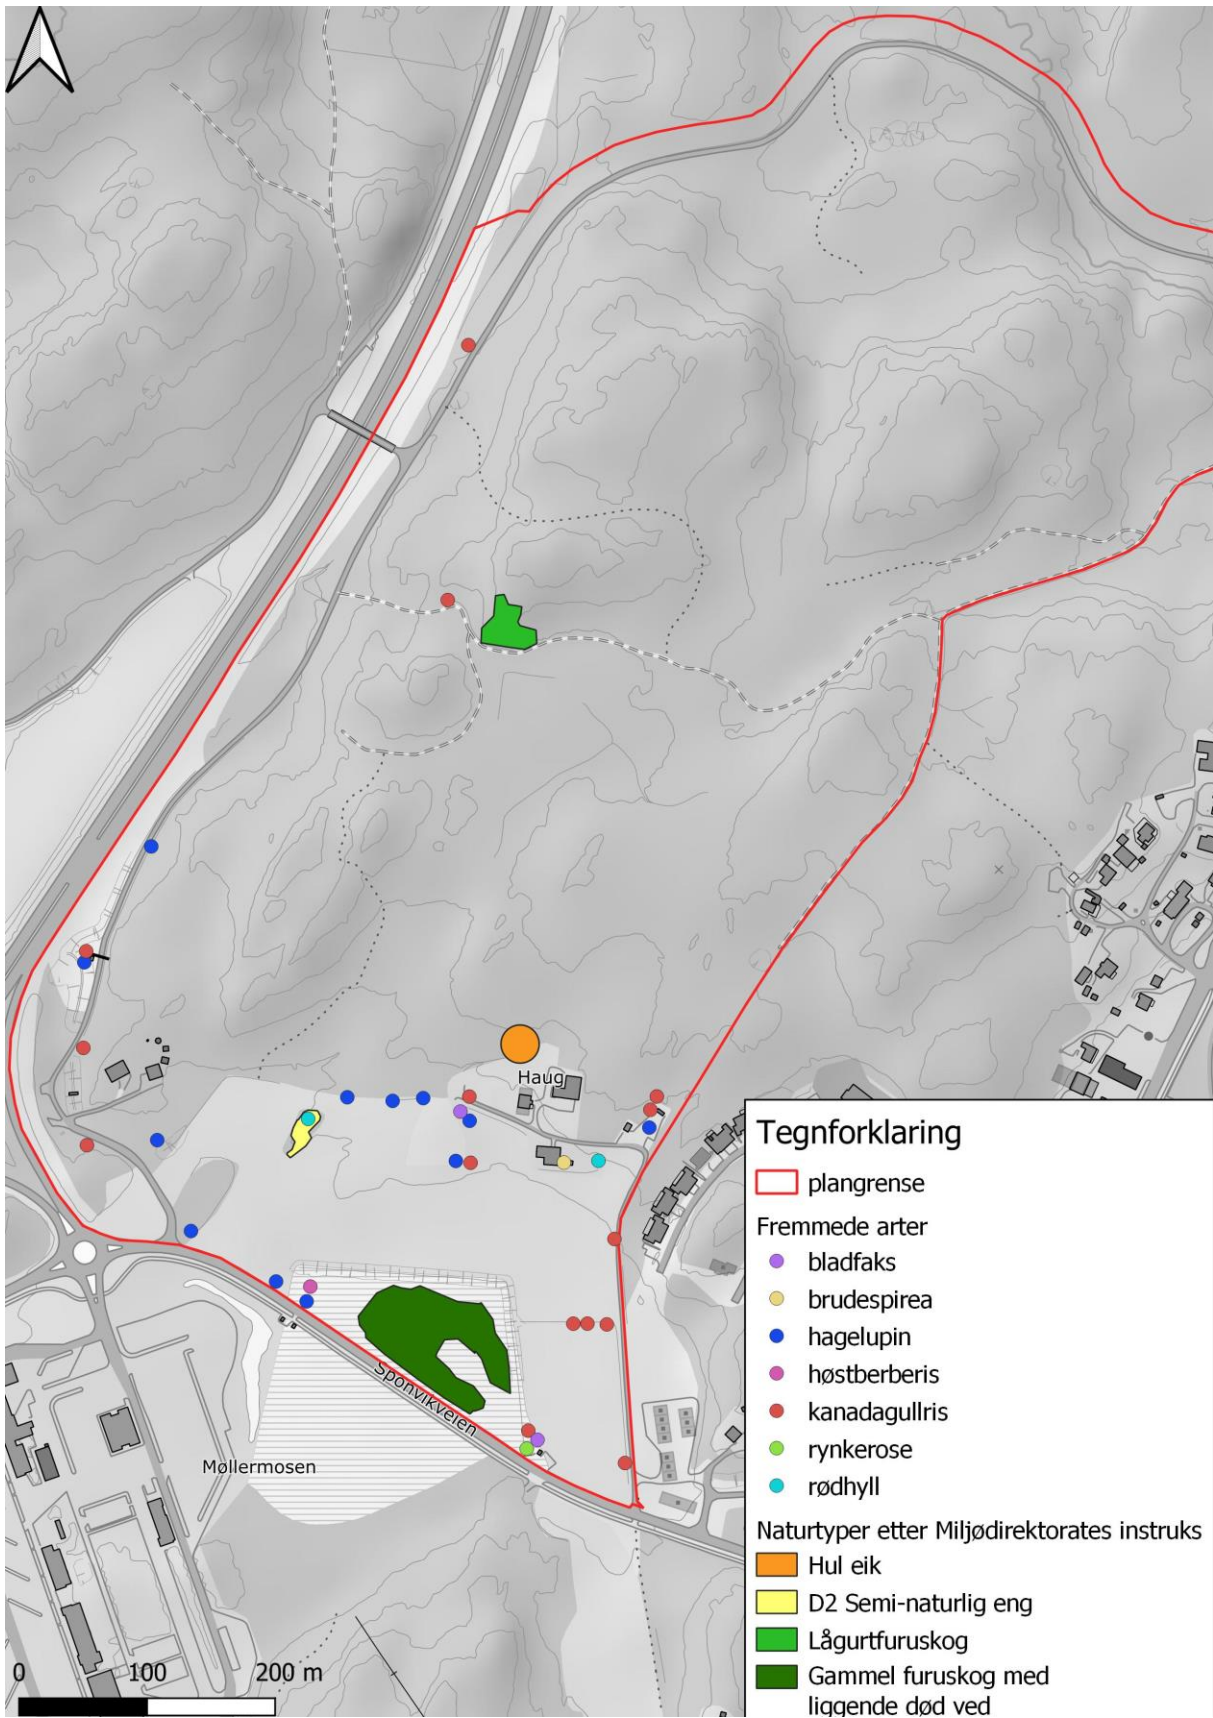 Haug
Sponvikveien
Møllermosen
0 100 200 m
Tegnforklaring
plangrense
Fremmede arter
bladfaks
brudespirea
hagelupin
høstberberis
kanadagullris
rynkerose
rødhyll
Naturtyper etter Miljødirektorates instruks
Hul eik
D2 Semi-naturlig eng
Lågurtfuruskog
Gammel furuskog med
liggende død ved